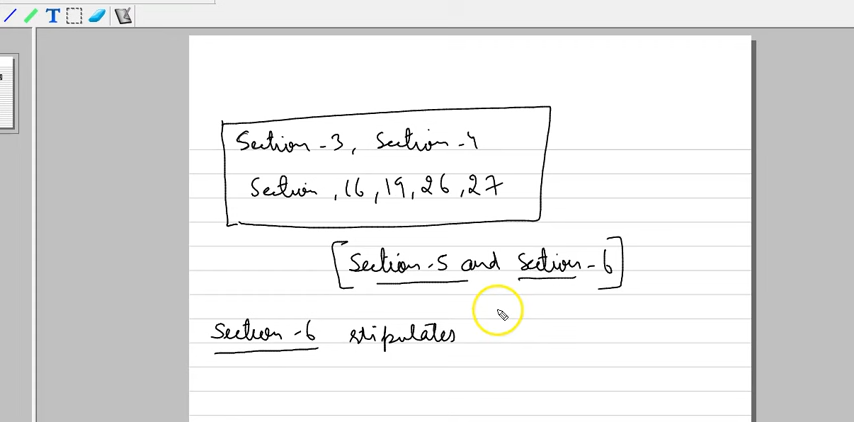 Section - 3, Section - 4
Section, 16, 19, 26, 27
[Section - 5 and Section - 6]
Section - 6 stipulates